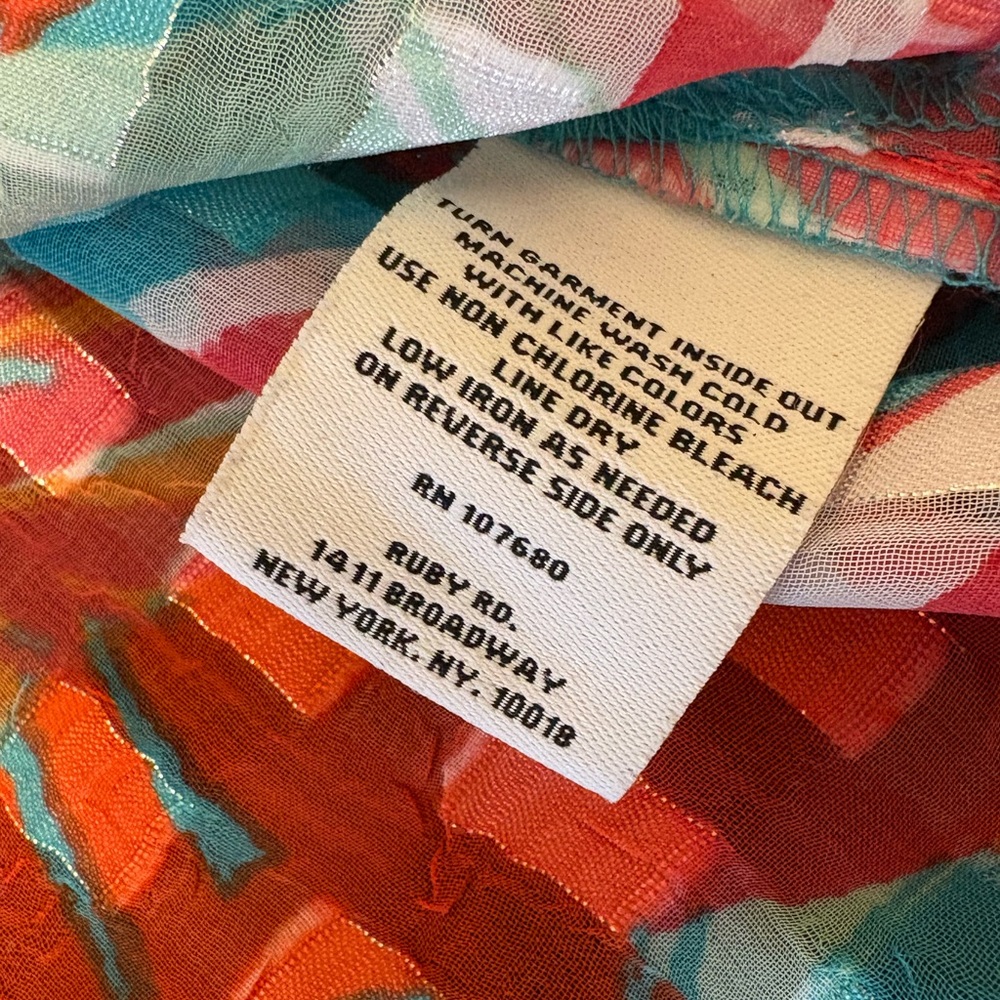 TURN GARMENT INSIDE OUT
MACHINE WASH COLD
WITH LIKE COLORS
USE NON CHLORINE BLEACH
LINE DRY
LOW IRON AS NEEDED
ON REVERSE SIDE ONLY
RN 107680
RUBY RD.
1411 BROADWAY
NEW YORK, NY. 10018